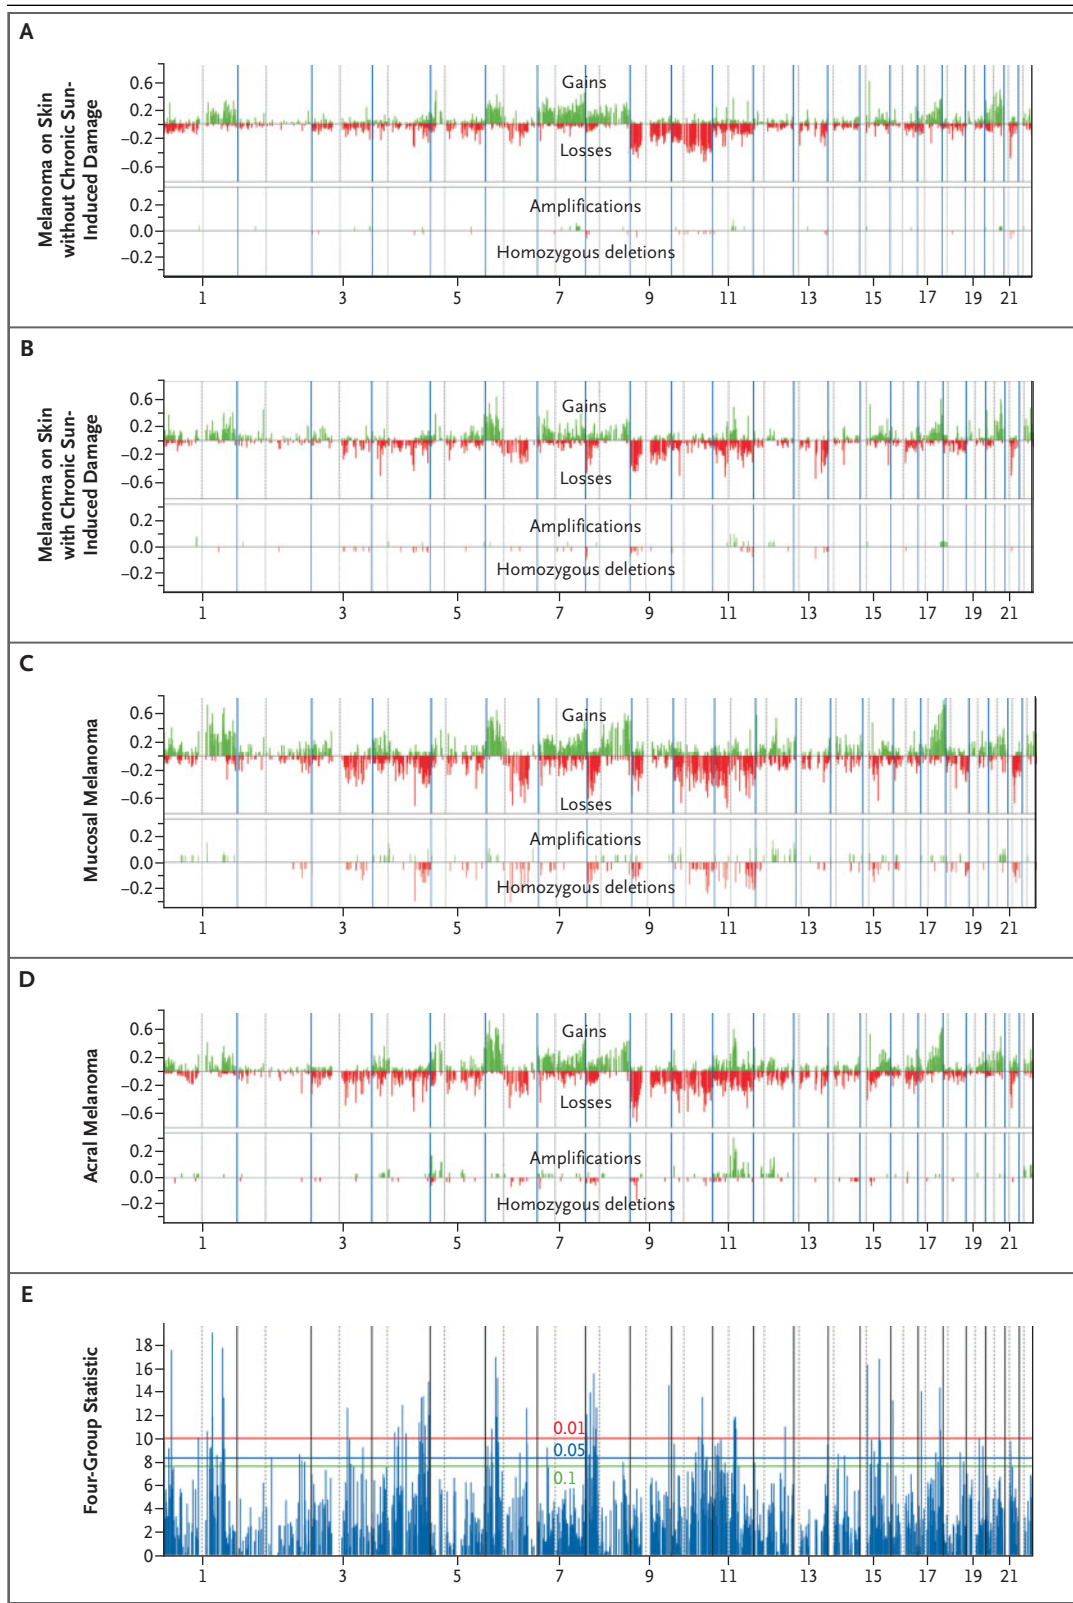 A
Melanoma on Skin
without Chronic Sun-
Induced Damage
0.6
0.2
−0.2
−0.6
Gains
Losses
0.2
0.0
−0.2
Amplifications
Homozygous deletions
1 3 5 7 9 11 13 15 17 19 21
B
Melanoma on Skin
with Chronic Sun-
Induced Damage
0.6
0.2
−0.2
−0.6
Gains
Losses
0.2
0.0
−0.2
Amplifications
Homozygous deletions
1 3 5 7 9 11 13 15 17 19 21
C
Mucosal Melanoma
0.6
0.2
−0.2
−0.6
Gains
Losses
0.2
0.0
−0.2
Amplifications
Homozygous deletions
1 3 5 7 9 11 13 15 17 19 21
D
Acral Melanoma
0.6
0.2
−0.2
−0.6
Gains
Losses
0.2
0.0
−0.2
Amplifications
Homozygous deletions
1 3 5 7 9 11 13 15 17 19 21
E
Four-Group Statistic
18
16
14
12
10
8
6
4
2
0
0.01
0.05
0.1
1 3 5 7 9 11 13 15 17 19 21